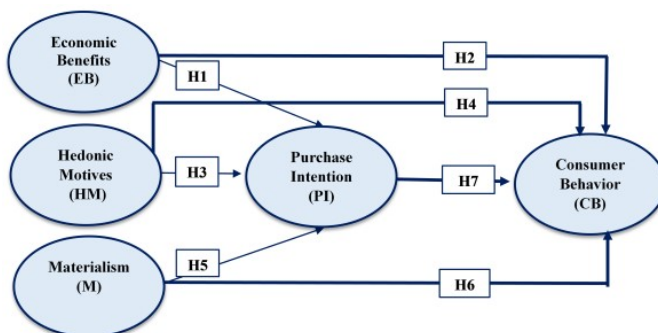 Economic
Benefits
(EB)
H1
H2
H4
Hedonic
Motives
(HM)
H3
Purchase
Intention
(PI)
H7
Consumer
Behavior
(CB)
Materialism
(M)
H5
H6